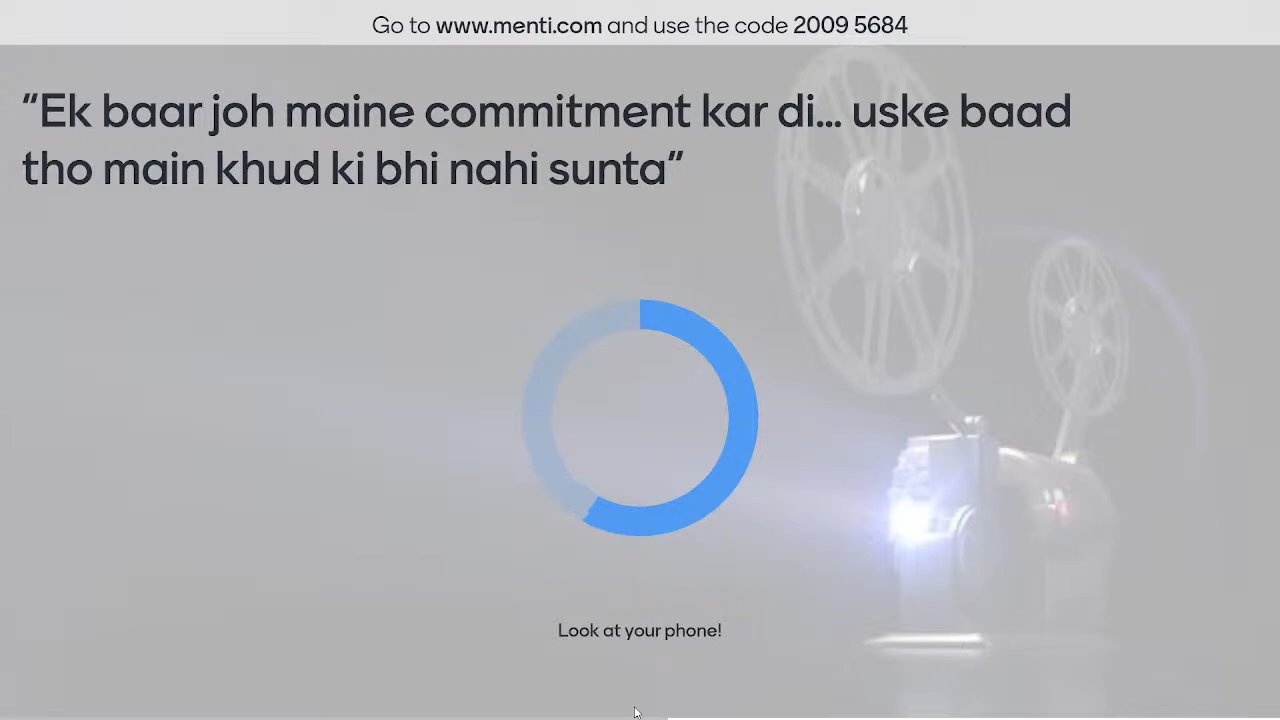 Go to www.menti.com and use the code 2009 5684
“Ek baar joh maine commitment kar di... uske baad
tho main khud ki bhi nahi sunta”
Look at your phone!